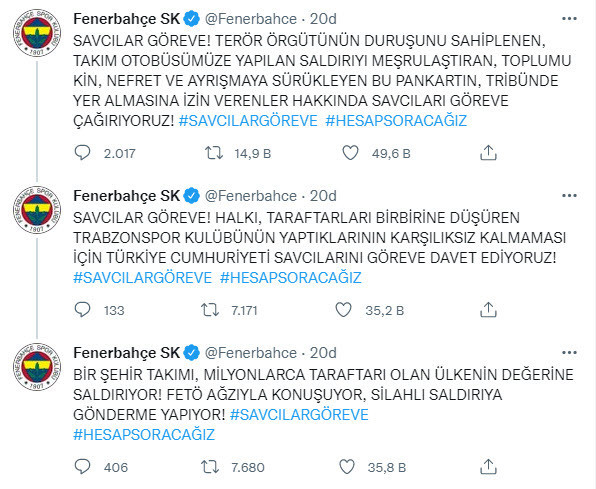 Fenerbahçe SK @Fenerbahce · 20d
SAVCILAR GÖREVE! TERÖR ÖRGÜTÜNÜN DURUŞUNU SAHİPLENEN,
TAKIM OTOBÜSÜMÜZE YAPILAN SALDIRIYI MEŞRULAŞTIRAN, TOPLUMU
KİN, NEFRET VE AYRIŞMAYA SÜRÜKLEYEN BU PANKARTIN, TRİBÜNDE
YER ALMASINA İZİN VERENLER HAKKINDA SAVCILARI GÖREVE
ÇAĞIRIYORUZ! #SAVCILARGÖREVE #HESAPSORACAĞIZ
2.017 14,9 B 49,6 B
Fenerbahçe SK @Fenerbahce · 20d
SAVCILAR GÖREVE! HALKI, TARAFTARLARI BİRBİRİNE DÜŞÜREN
TRABZONSPOR KULÜBÜNÜN YAPTIKLARININ KARŞILIKSIZ KALMAMASI
İÇİN TÜRKİYE CUMHURİYETİ SAVCILARINI GÖREVE DAVET EDİYORUZ!
#SAVCILARGÖREVE #HESAPSORACAĞIZ
133 7.171 35,2 B
Fenerbahçe SK @Fenerbahce · 20d
BİR ŞEHİR TAKIMI, MİLYONLARCA TARAFTARI OLAN ÜLKENİN DEĞERİNE
SALDIRIYOR! FETÖ AĞZIYLA KONUŞUYOR, SİLAHLI SALDIRIYA
GÖNDERME YAPIYOR! #SAVCILARGÖREVE
#HESAPSORACAĞIZ
406 7.680 35,8 B